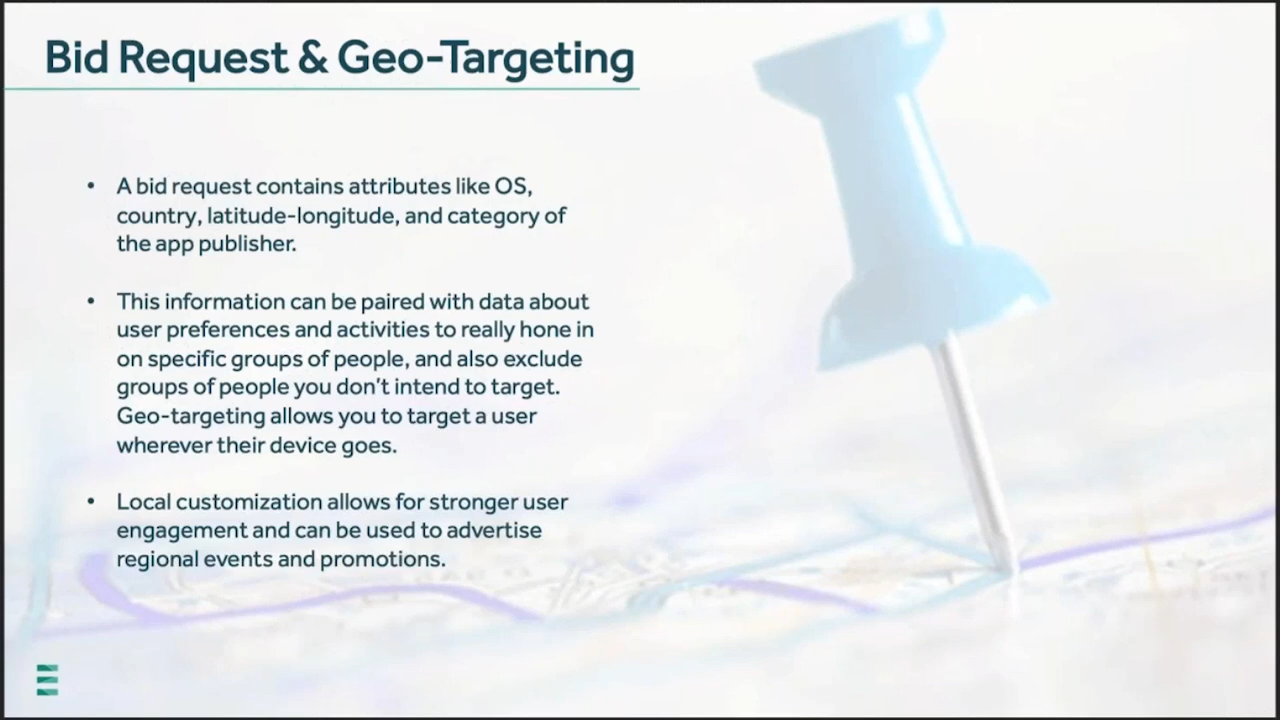 Bid Request & Geo-Targeting
• A bid request contains attributes like OS,
country, latitude-longitude, and category of
the app publisher.
• This information can be paired with data about
user preferences and activities to really hone in
on specific groups of people, and also exclude
groups of people you don't intend to target.
Geo-targeting allows you to target a user
wherever their device goes.
• Local customization allows for stronger user
engagement and can be used to advertise
regional events and promotions.